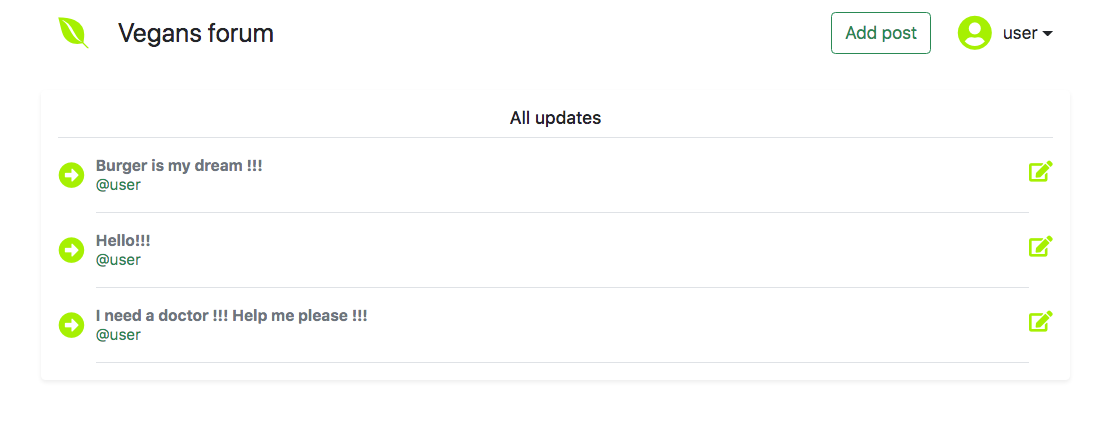 Vegans forum
Add post
user
All updates
Burger is my dream !!!
@user
Hello!!!
@user
I need a doctor !!! Help me please !!!
@user